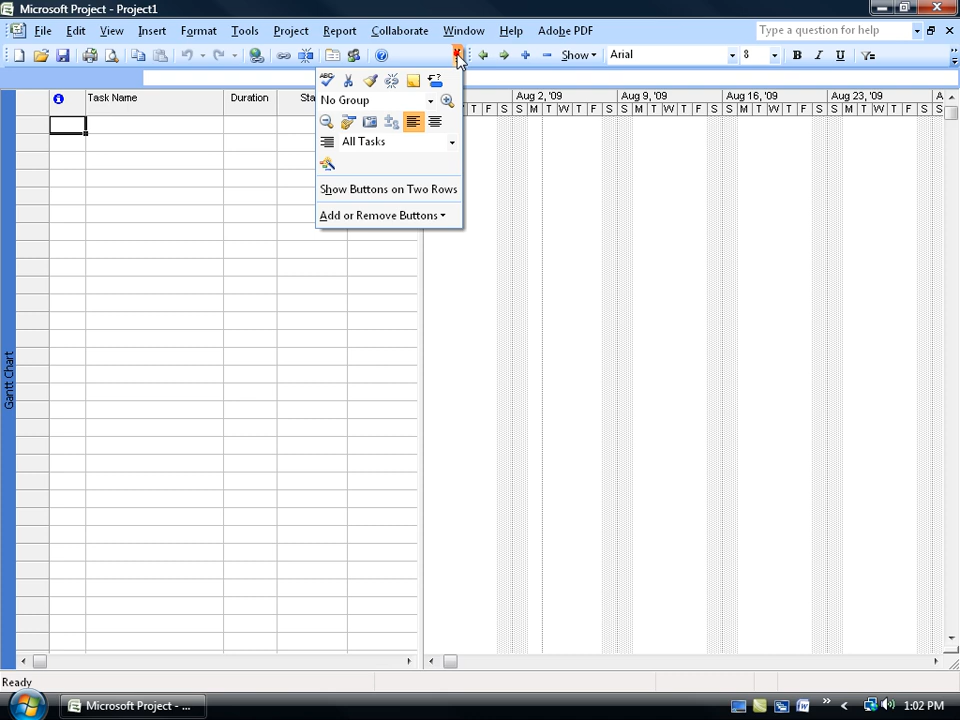 Microsoft Project - Project1
File Edit View Insert Format Tools Project Report Collaborate Window Help Adobe PDF
Type a question for help
Show Arial 8 B I U
ABC
No Group
All Tasks
Show Buttons on Two Rows
Add or Remove Buttons
Task Name Duration Sta
Aug 2, '09 Aug 9, '09 Aug 16, '09 Aug 23, '09 A
T F S S M T W T F S S M T W T F S S M T W T F S S M T W T F S S M
Gantt Chart
Ready
Microsoft Project - ...
1:02 PM